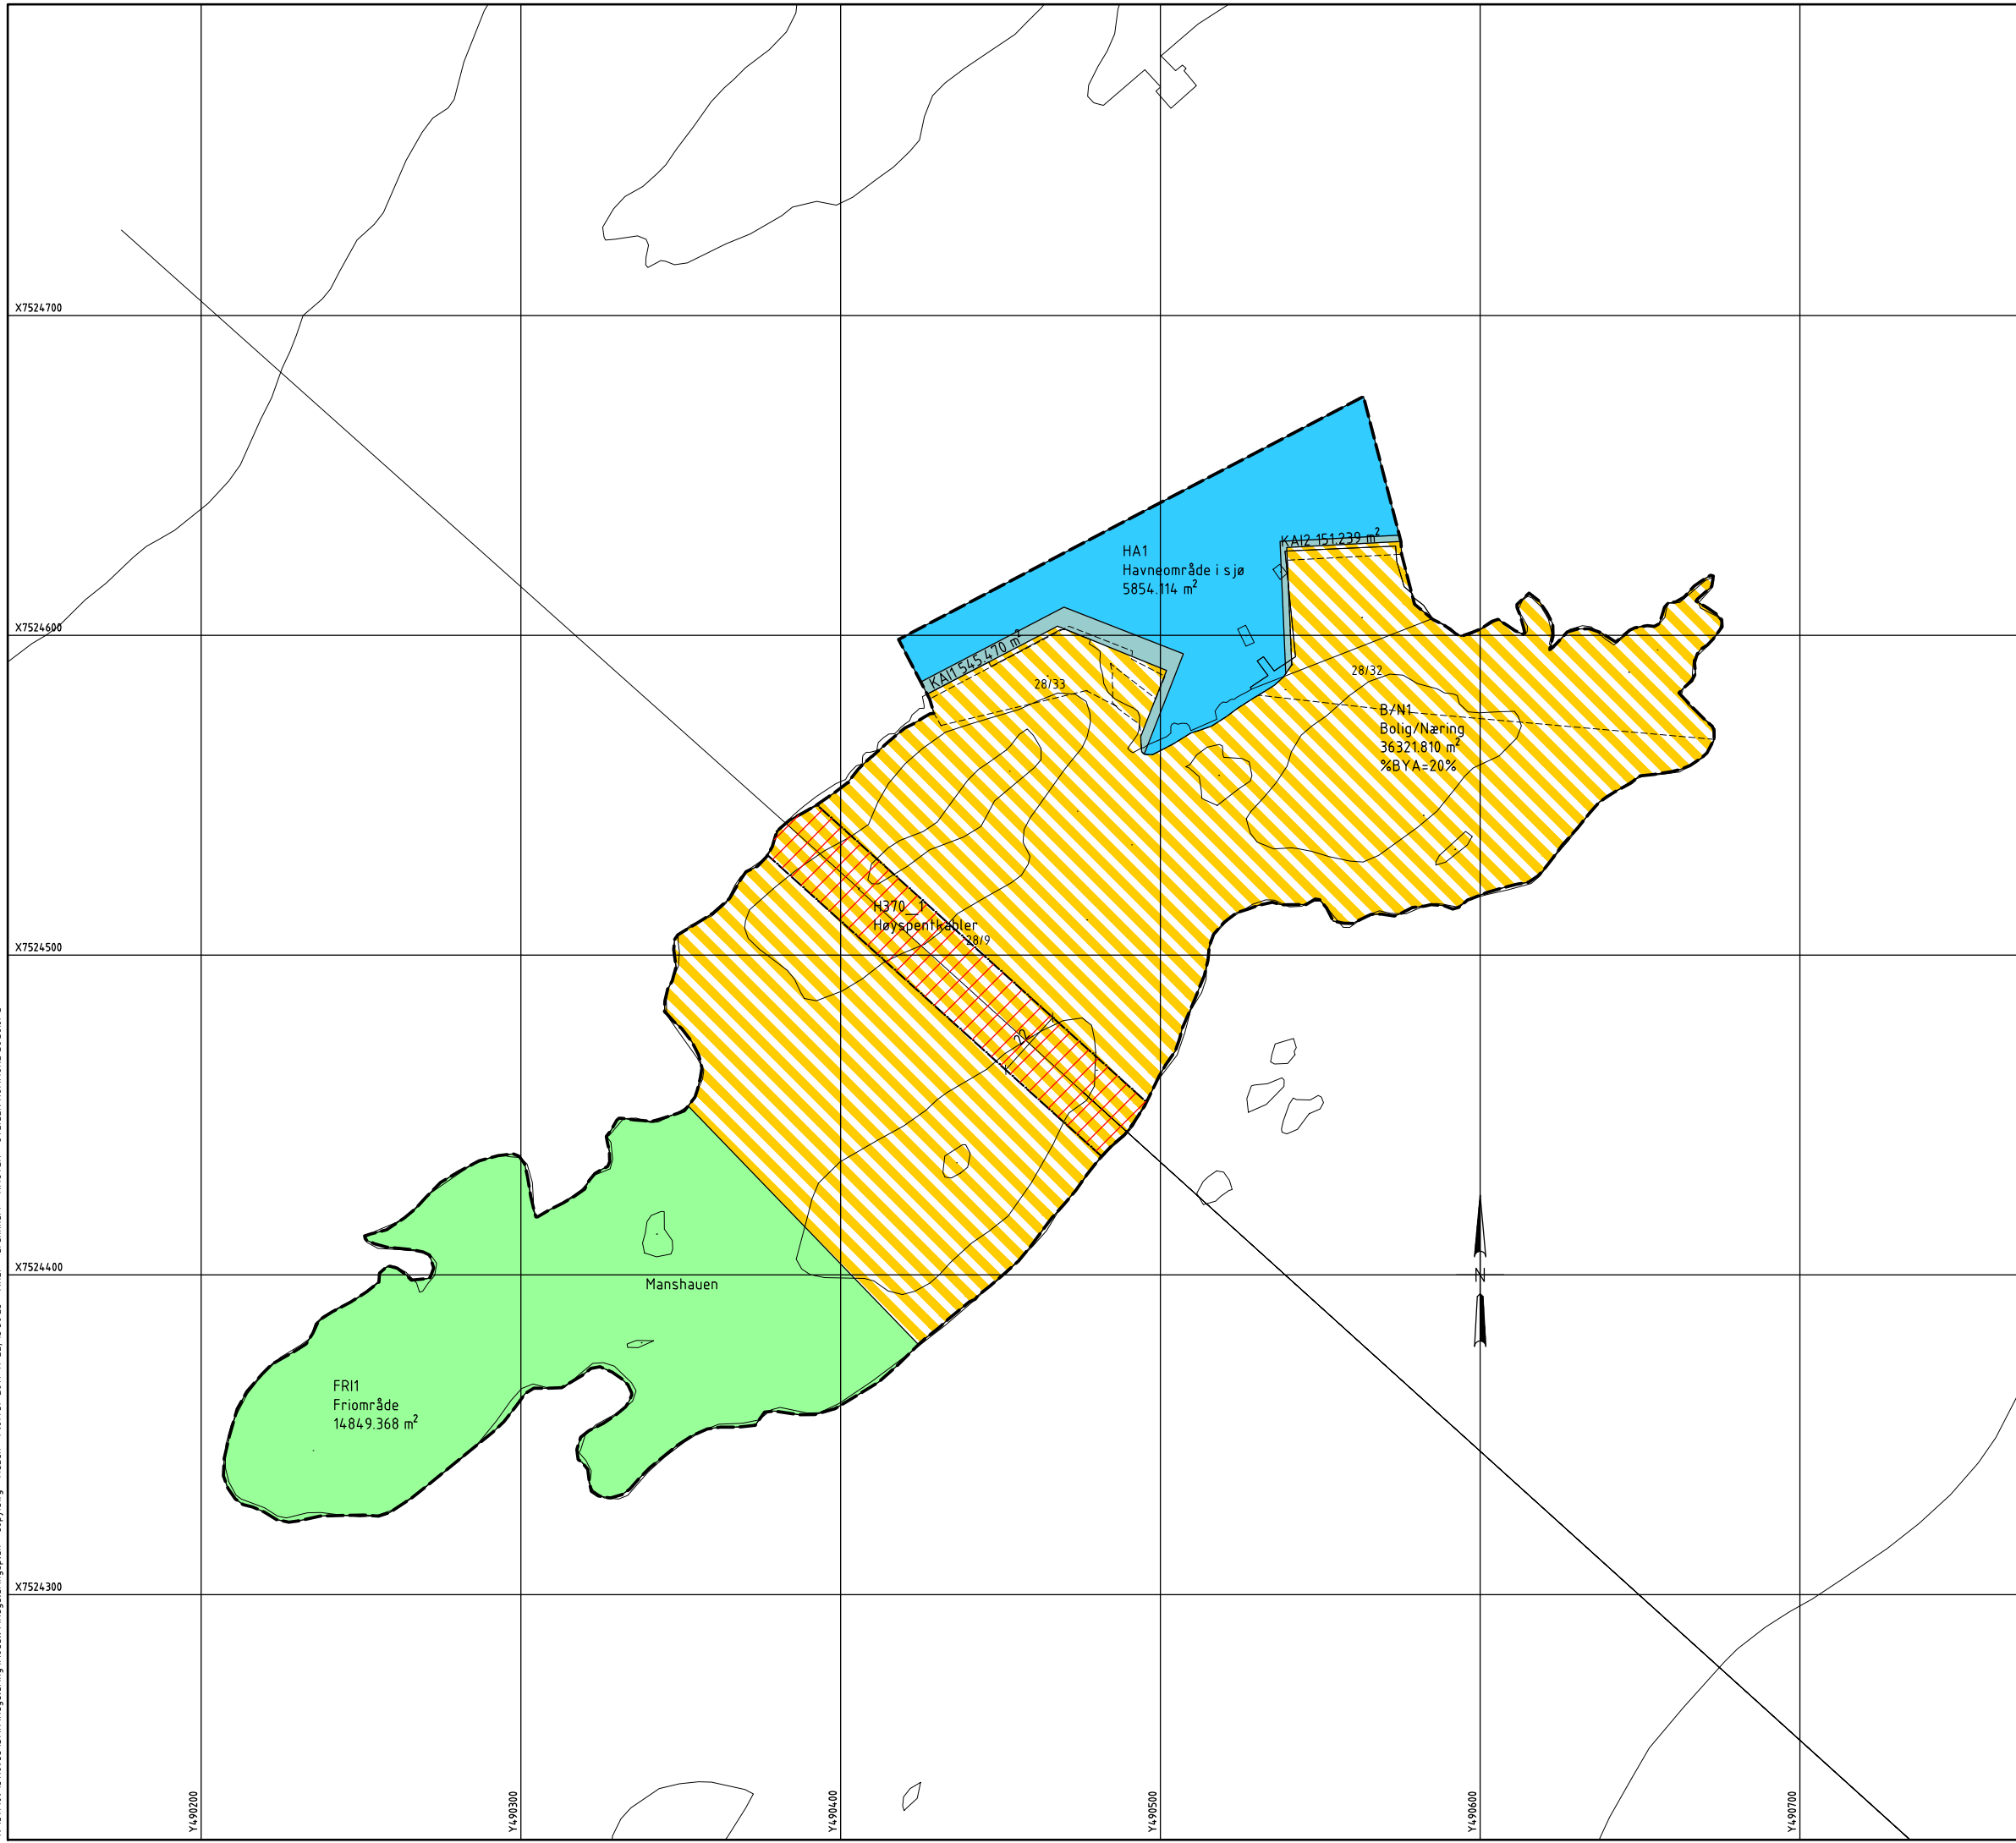 X7524700
KAI2 151.239 m²
HA1
Havneområde i sjø
5854.114 m²
X7524600
KAI1 545.470 m²
28/33
28/32
B/N1
Bolig/Næring
36321.810 m²
%BYA=20%
H370__1
Høyspentkabler
28/9
X7524500
20
X7524400
N
Manshauen
FRI1
Friområde
14849.368 m²
X7524300
Y490200
Y490300
Y490400
Y490500
Y490600
Y490700